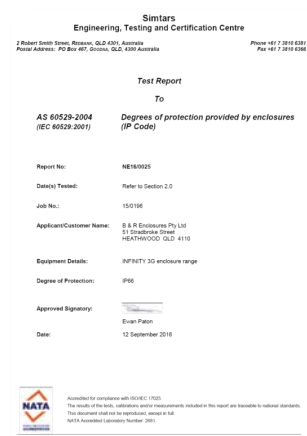 Simtars
Engineering, Testing and Certification Centre
2 Robert Smith Street, Redbank, QLD 4301, Australia
Phone +61 7 3810 6381
Postal Address: PO Box 467, Goodna, QLD, 4300 Australia
Fax +61 7 3810 6366
Test Report
To
AS 60529-2004
Degrees of protection provided by enclosures
(IEC 60529:2001)
(IP Code)
Report No: NE16/0025
Date(s) Tested: Refer to Section 2.0
Job No.: 15/0198
Applicant/Customer Name: B & R Enclosures Pty Ltd
51 Stradbroke Street
HEATHWOOD QLD 4110
Equipment Details: INFINITY 3G enclosure range
Degree of Protection: IP66
Approved Signatory:
Ewan Paton
Date: 12 September 2016
NATA
Accredited for compliance with ISO/IEC 17025.
The results of the tests, calibrations and/or measurements included in this report are traceable to national standards.
This document shall not be reproduced, except in full.
NATA Accredited Laboratory Number: